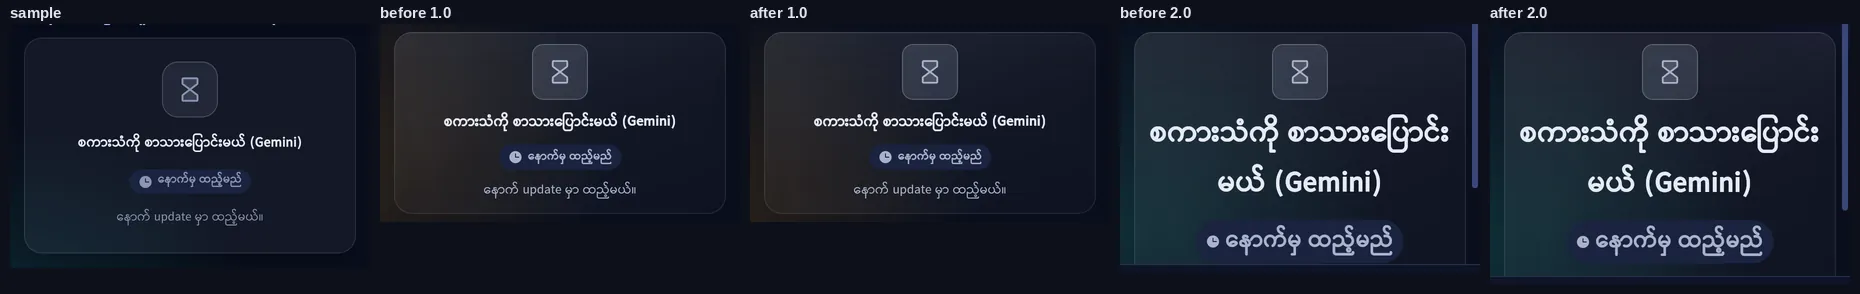 sample
before 1.0
after 1.0
before 2.0
after 2.0
စကားသံကို စာသားပြောင်းမယ် (Gemini)
နောက်မှ ထည့်မည်
နောက် update မှာ ထည့်မယ်။
စကားသံကို စာသားပြောင်းမယ် (Gemini)
နောက်မှ ထည့်မည်
နောက် update မှာ ထည့်မယ်။
စကားသံကို စာသားပြောင်းမယ် (Gemini)
နောက်မှ ထည့်မည်
နောက် update မှာ ထည့်မယ်။
စကားသံကို စာသားပြောင်း
မယ် (Gemini)
နောက်မှ ထည့်မည်
စကားသံကို စာသားပြောင်း
မယ် (Gemini)
နောက်မှ ထည့်မည်